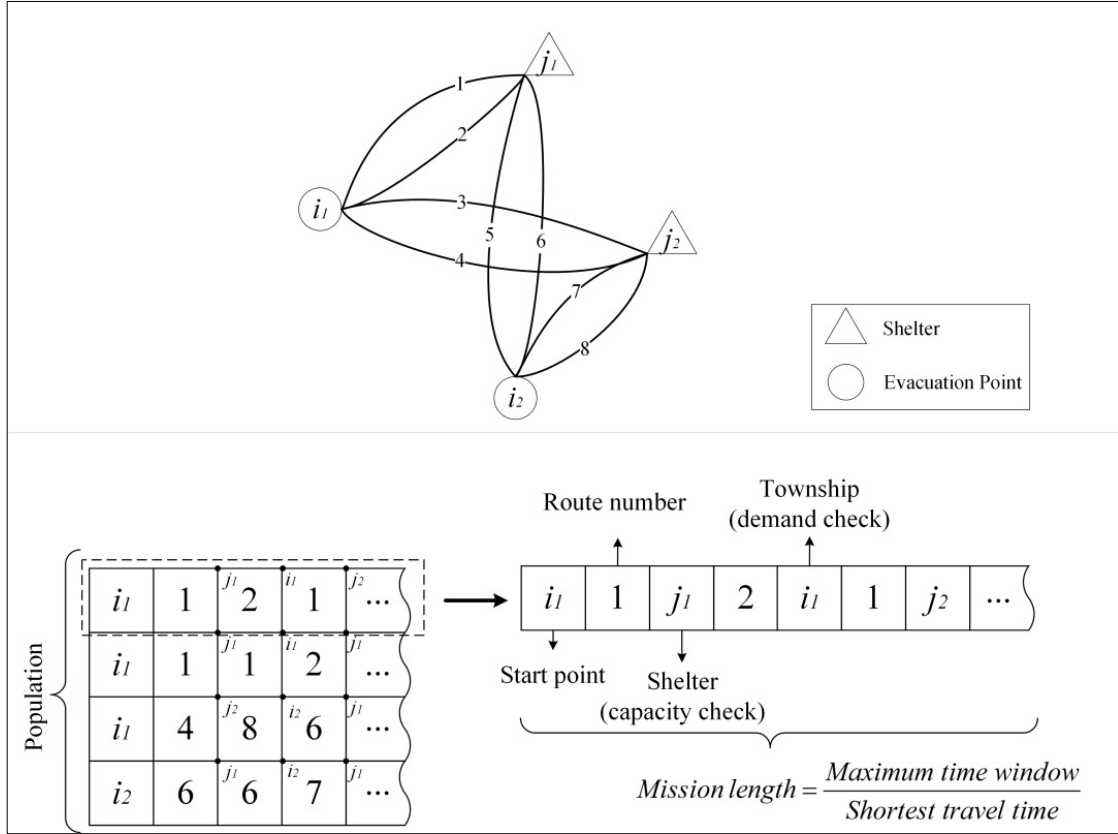 j1
1
2
i1
3
j2
5
6
4
7
8
i2
Shelter
Evacuation Point
Route number
Township
(demand check)
Population
i1 1 j1 2 i1 1 j2 ...
i1 1 j1 1 i1 2 j1 ...
i1 4 j2 8 i2 6 j1 ...
i2 6 j1 6 i2 7 j1 ...
i1 1 j1 2 i1 1 j2 ...
Start point
Shelter
(capacity check)
Mission length = Maximum time window
Shortest travel time